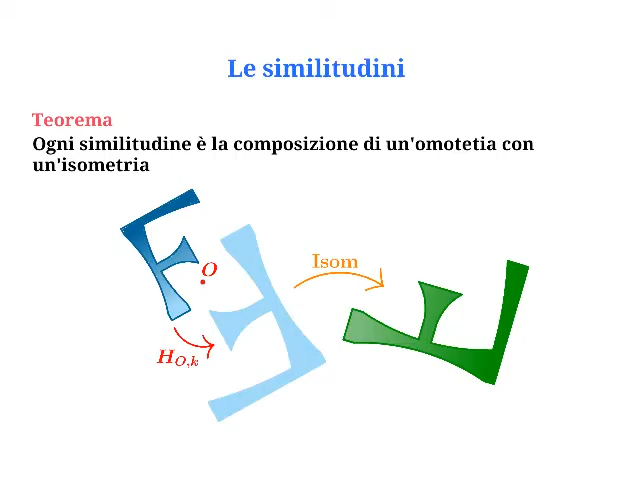 Le similitudini
Teorema
Ogni similitudine è la composizione di un'omotetia con
un'isometria
O
Isom
H_{O,k}